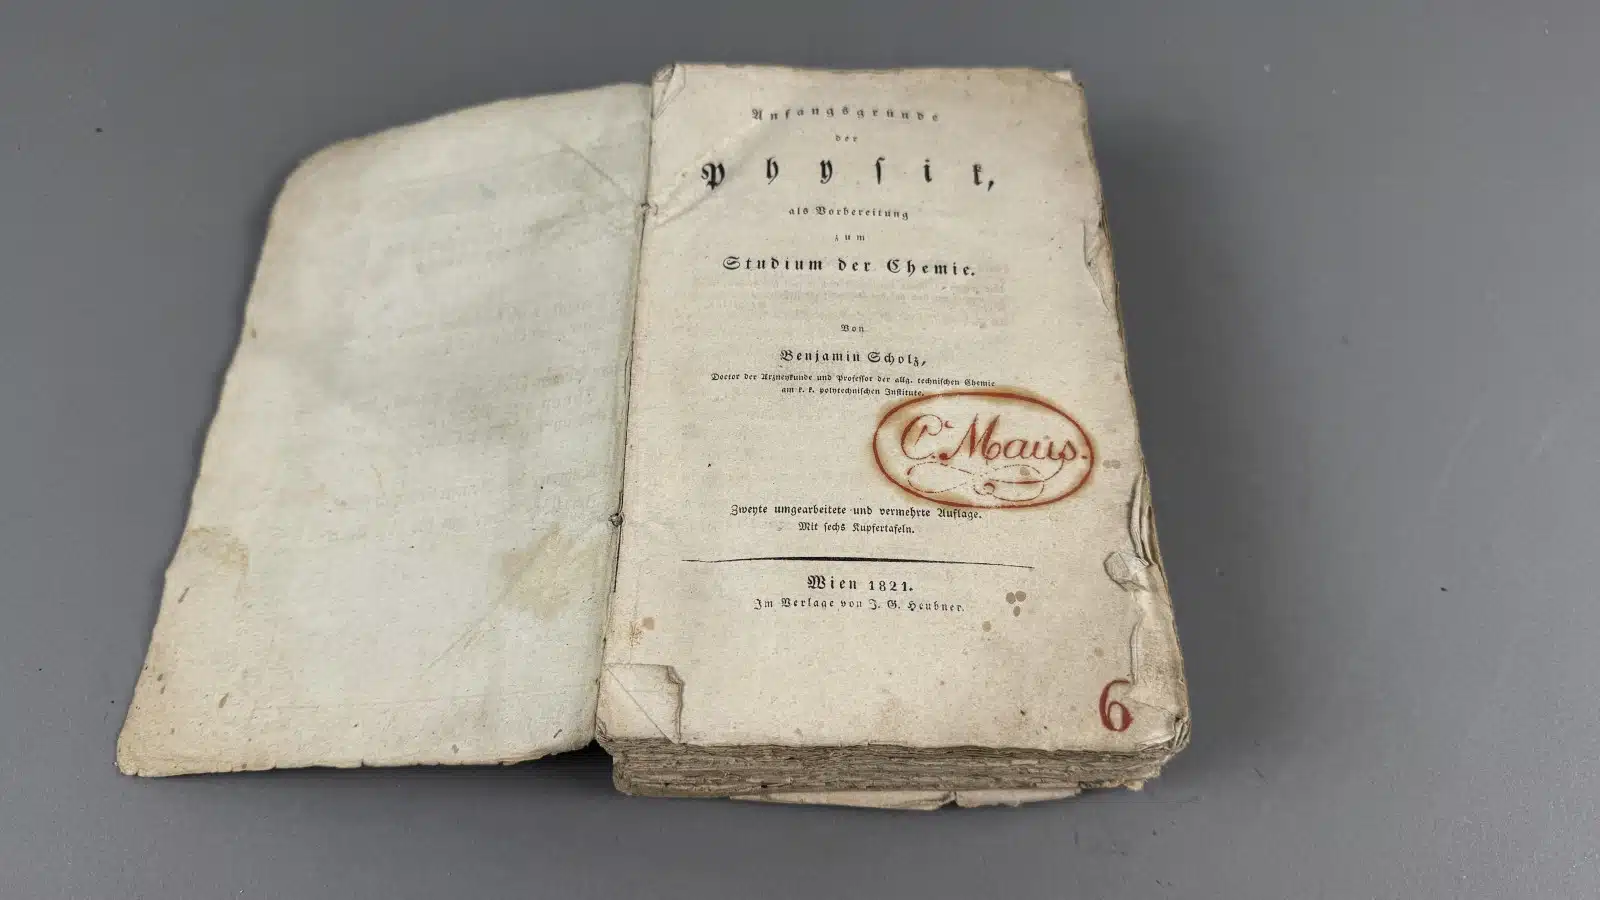 Anfangsgründe
der
Physik,
als Vorbereitung
zum
Studium der Chemie.
Von
Benjamin Scholz,
Doctor der Arzneykunde und Professor der allg. technischen Chemie
am k. k. polytechnischen Institute.
C. Maus.
Zweyte umgearbeitete und vermehrte Auflage.
Mit sechs Kupfertafeln.
Wien 1821.
Im Verlage von J. G. Heubner.
6